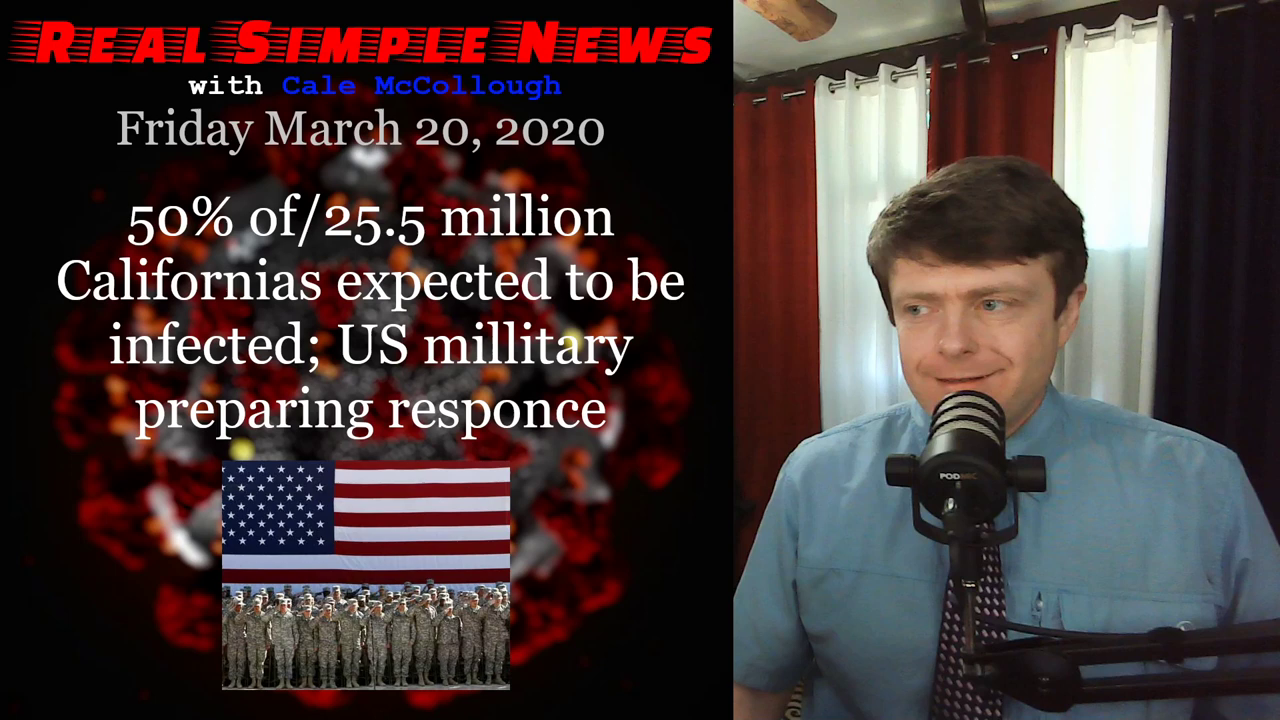 REAL SIMPLE NEWS
with Cale McCollough
Friday March 20, 2020
50% of/25.5 million
Californias expected to be
infected; US millitary
preparing responce
PODMIC